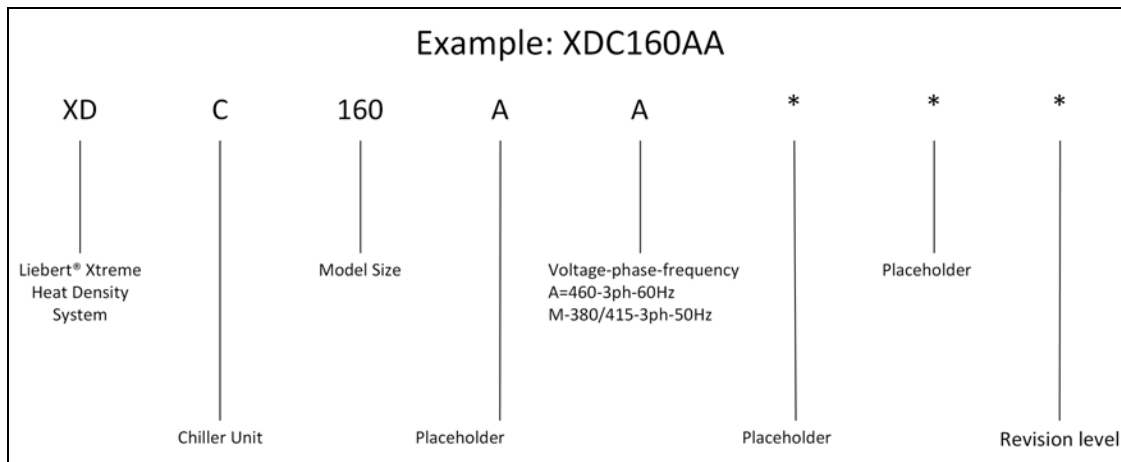 Example: XDC160AA
XD C 160 A A * * *
Liebert® Xtreme
Heat Density
System
Model Size
Voltage-phase-frequency
A=460-3ph-60Hz
M-380/415-3ph-50Hz
Placeholder
Chiller Unit
Placeholder
Placeholder
Revision level